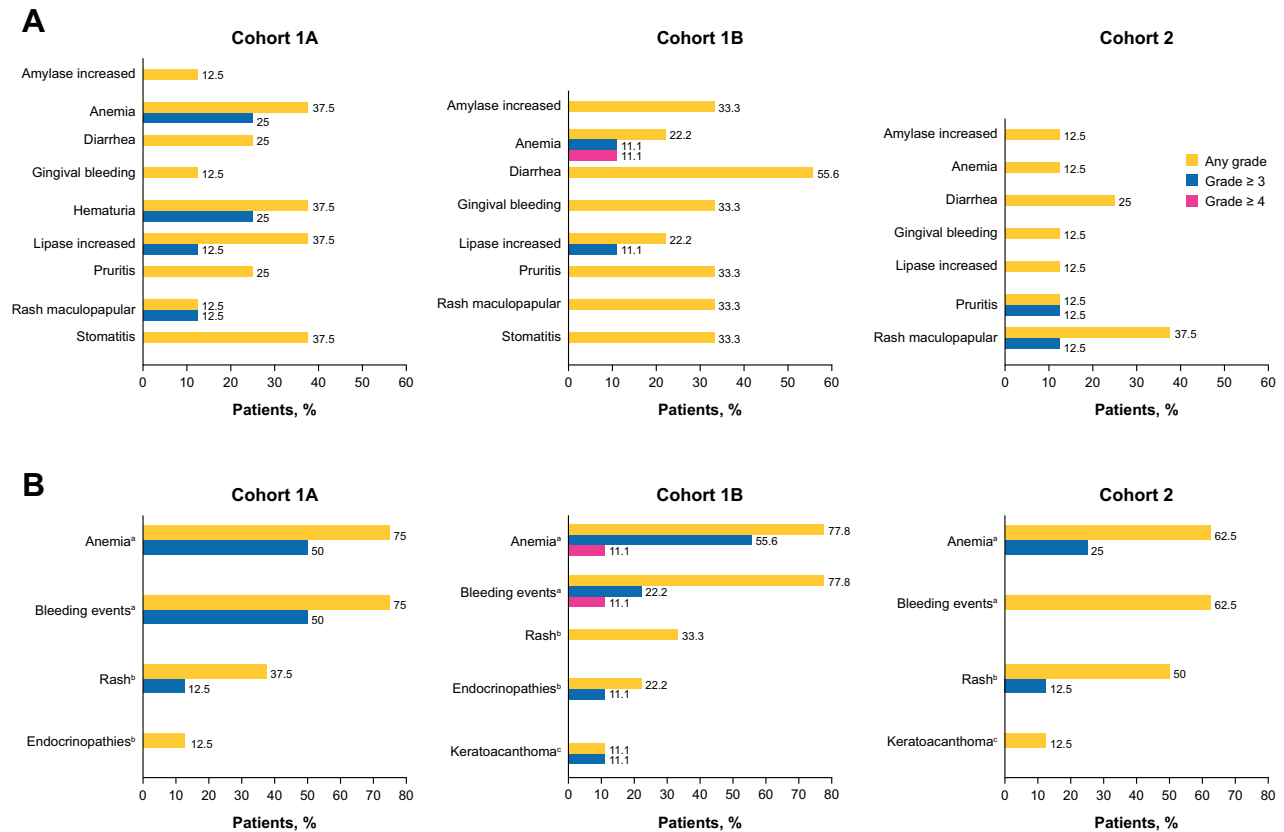 A
Cohort 1A
Amylase increased
12.5
Anemia
37.5
25
Diarrhea
25
Gingival bleeding
12.5
Hematuria
37.5
25
Lipase increased
37.5
12.5
Pruritis
25
Rash maculopapular
12.5
12.5
Stomatitis
37.5
0 10 20 30 40 50 60
Patients, %
Cohort 1B
Amylase increased
33.3
Anemia
22.2
11.1
11.1
Diarrhea
55.6
Gingival bleeding
33.3
Lipase increased
22.2
11.1
Pruritis
33.3
Rash maculopapular
33.3
Stomatitis
33.3
0 10 20 30 40 50 60
Patients, %
Cohort 2
Amylase increased
12.5
Anemia
12.5
Diarrhea
25
Gingival bleeding
12.5
Lipase increased
12.5
Pruritis
12.5
12.5
Rash maculopapular
37.5
12.5
0 10 20 30 40 50 60
Patients, %
Any grade
Grade ≥ 3
Grade ≥ 4
B
Cohort 1A
Anemiaᵃ
75
50
Bleeding eventsᵃ
75
50
Rashᵇ
37.5
12.5
Endocrinopathiesᵇ
12.5
0 10 20 30 40 50 60 70 80
Patients, %
Cohort 1B
Anemiaᵃ
77.8
55.6
11.1
Bleeding eventsᵃ
77.8
22.2
11.1
Rashᵇ
33.3
Endocrinopathiesᵇ
22.2
11.1
Keratoacanthomaᶜ
11.1
11.1
0 10 20 30 40 50 60 70 80
Patients, %
Cohort 2
Anemiaᵃ
62.5
25
Bleeding eventsᵃ
62.5
Rashᵇ
50
12.5
Keratoacanthomaᶜ
12.5
0 10 20 30 40 50 60 70 80
Patients, %